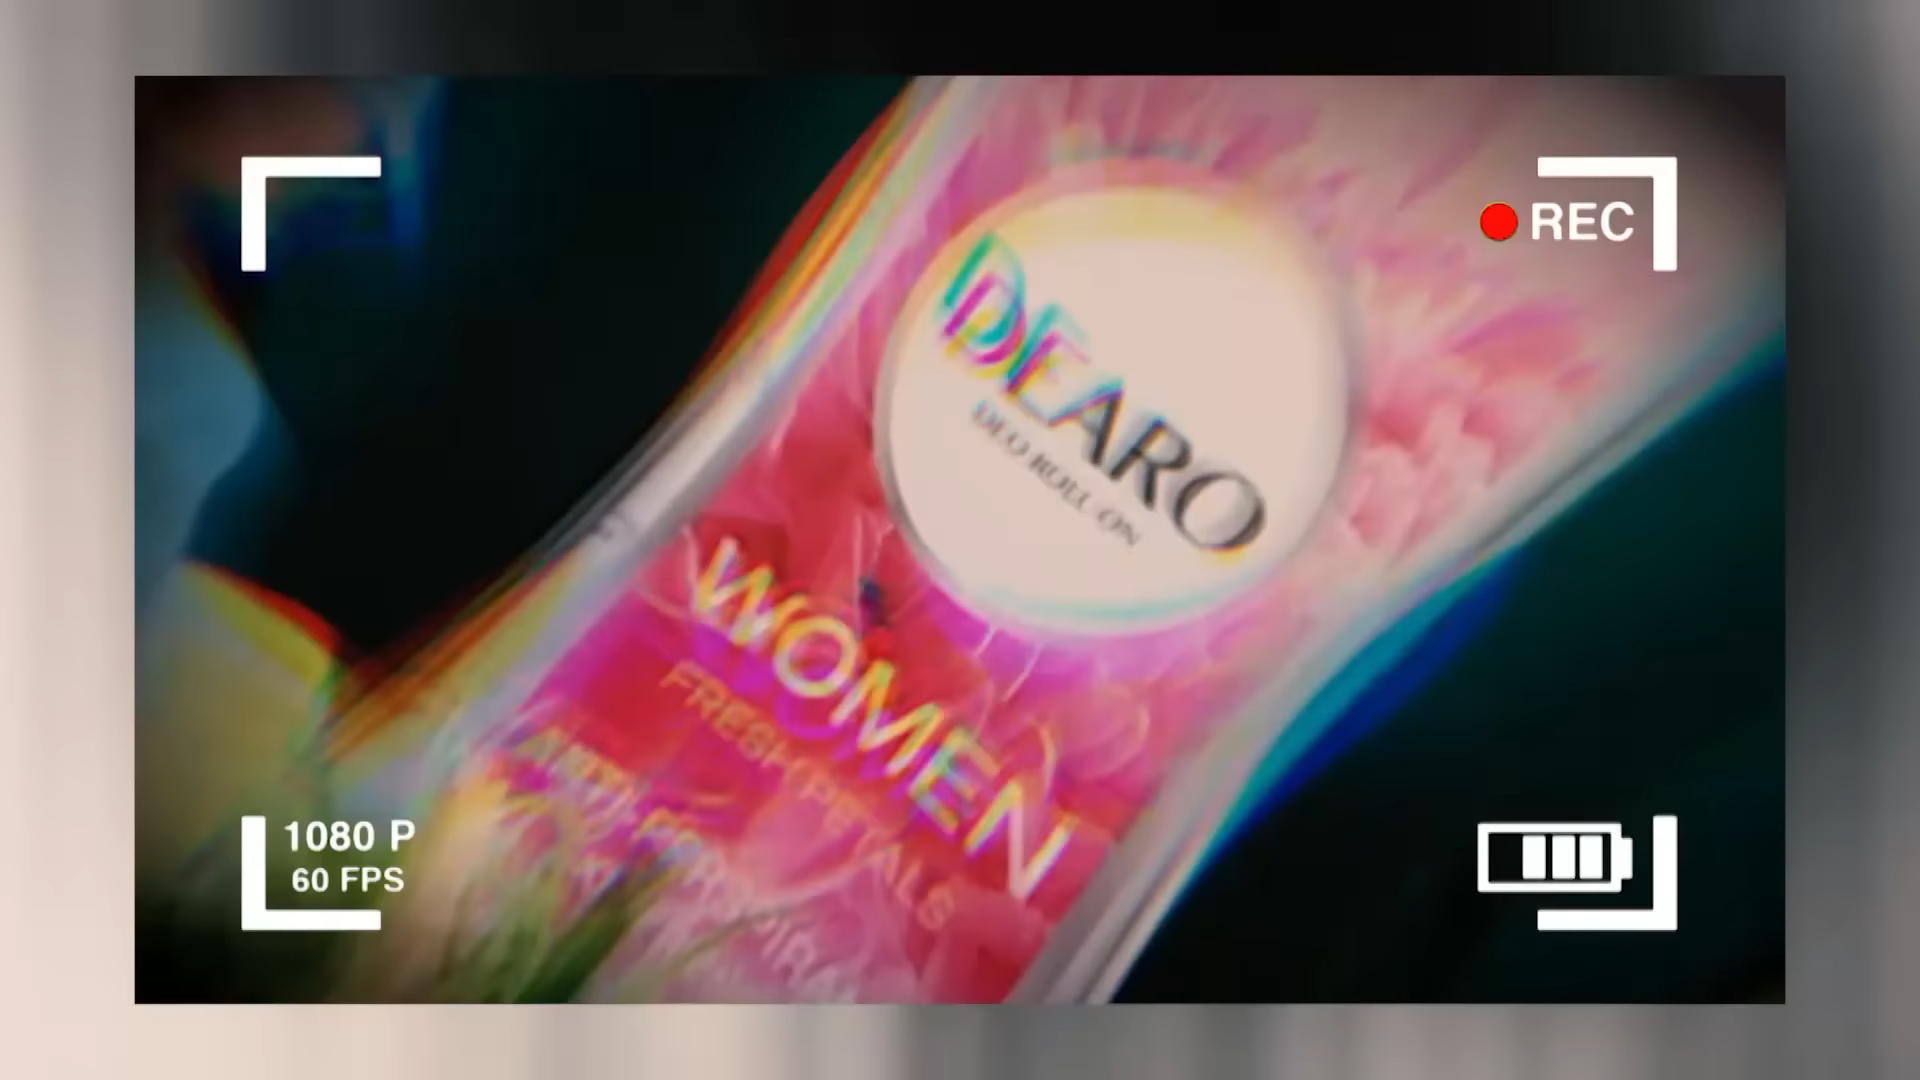 REC
DEARO
DEO ROLL ON
WOMEN
FRESH PETALS
1080 P
60 FPS